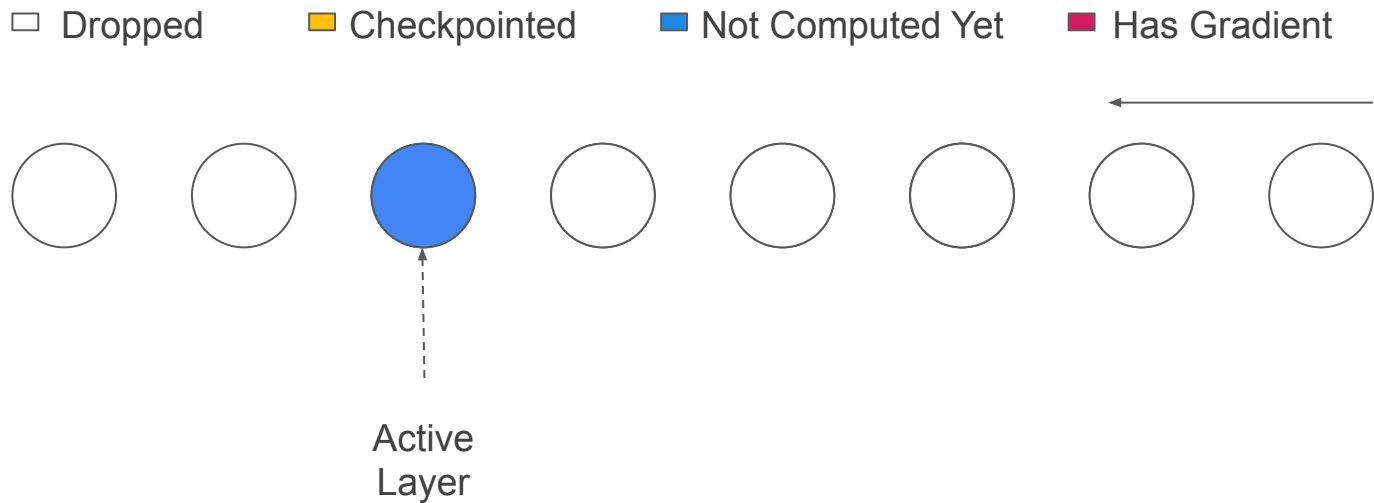 Dropped Checkpointed Not Computed Yet Has Gradient
Active
Layer